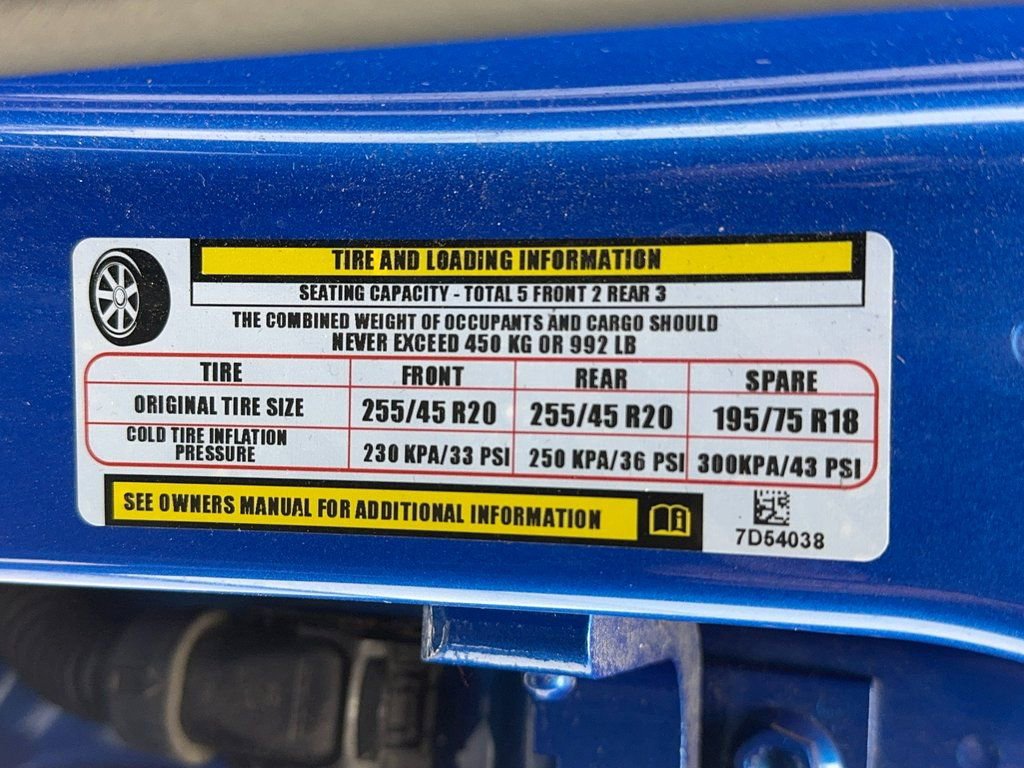 TIRE AND LOADING INFORMATION
SEATING CAPACITY - TOTAL 5 FRONT 2 REAR 3
THE COMBINED WEIGHT OF OCCUPANTS AND CARGO SHOULD
NEVER EXCEED 450 KG OR 992 LB
TIRE FRONT REAR SPARE
ORIGINAL TIRE SIZE 255/45 R20 255/45 R20 195/75 R18
COLD TIRE INFLATION
PRESSURE 230 KPA/33 PSI 250 KPA/36 PSI 300KPA/43 PSI
SEE OWNERS MANUAL FOR ADDITIONAL INFORMATION
7D54038